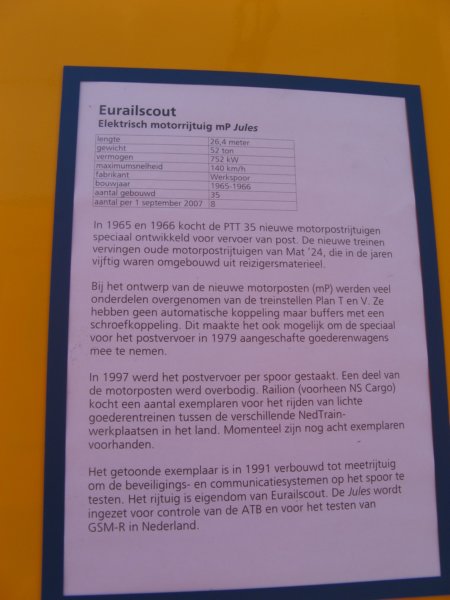 Eurailscout
Elektrisch motorrijtuig mP Jules
lengte 26,4 meter
gewicht 52 ton
vermogen 752 kW
maximumsnelheid 140 km/h
fabrikant Werkspoor
bouwjaar 1965-1966
aantal gebouwd 35
aantal per 1 september 2007 8
In 1965 en 1966 kocht de PTT 35 nieuwe motorpostrijtuigen
speciaal ontwikkeld voor vervoer van post. De nieuwe treinen
vervingen oude motorpostrijtuigen van Mat '24, die in de jaren
vijftig waren omgebouwd uit reizigersmaterieel.
Bij het ontwerp van de nieuwe motorposten (mP) werden veel
onderdelen overgenomen van de treinstellen Plan T en V. Ze
hebben geen automatische koppeling maar buffers met een
schroefkoppeling. Dit maakte het ook mogelijk om de speciaal
voor het postvervoer in 1979 aangeschafte goederenwagens
mee te nemen.
In 1997 werd het postvervoer per spoor gestaakt. Een deel van
de motorposten werd overbodig. Railion (voorheen NS Cargo)
kocht een aantal exemplaren voor het rijden van lichte
goederentreinen tussen de verschillende NedTrain-
werkplaatsen in het land. Momenteel zijn nog acht exemplaren
voorhanden.
Het getoonde exemplaar is in 1991 verbouwd tot meetrijtuig
om de beveiligings- en communicatiesystemen op het spoor te
testen. Het rijtuig is eigendom van Eurailscout. De Jules wordt
ingezet voor controle van de ATB en voor het testen van
GSM-R in Nederland.